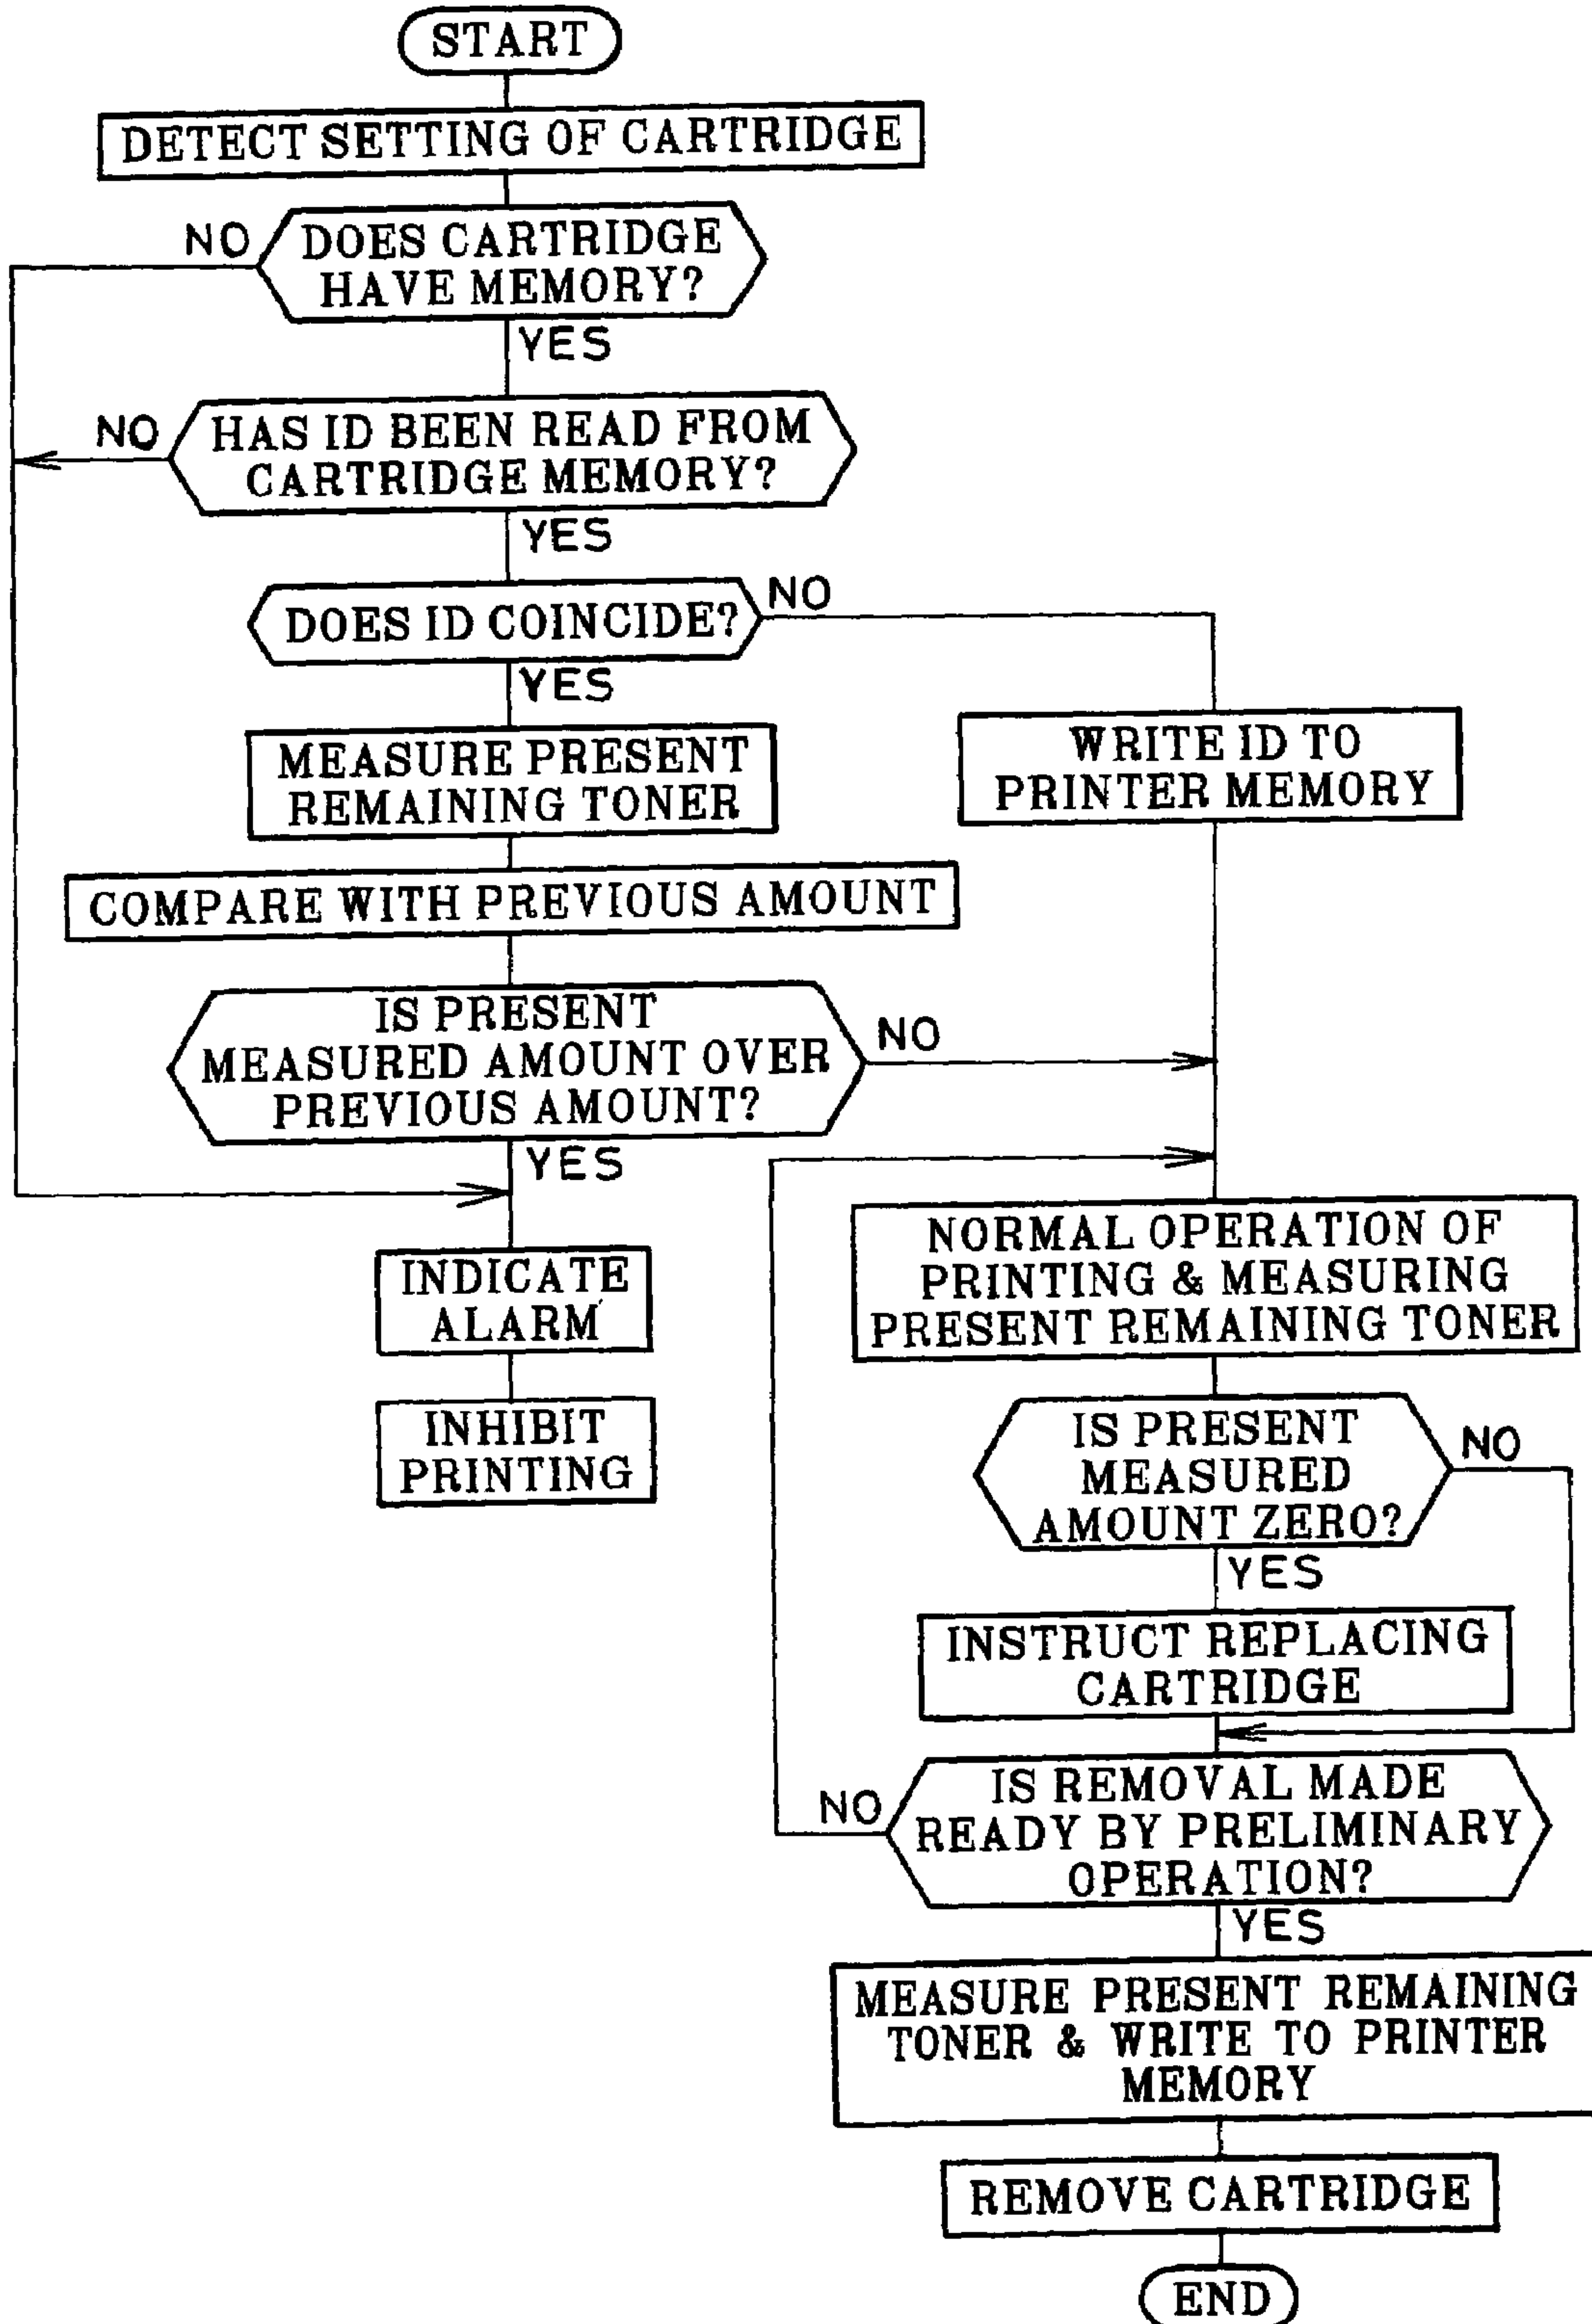 START
DETECT SETTING OF CARTRIDGE
NO
DOES CARTRIDGE
HAVE MEMORY?
YES
NO
HAS ID BEEN READ FROM
CARTRIDGE MEMORY?
YES
DOES ID COINCIDE?
NO
YES
MEASURE PRESENT
REMAINING TONER
WRITE ID TO
PRINTER MEMORY
COMPARE WITH PREVIOUS AMOUNT
IS PRESENT
MEASURED AMOUNT OVER
PREVIOUS AMOUNT?
NO
YES
INDICATE
ALARM
INHIBIT
PRINTING
NORMAL OPERATION OF
PRINTING & MEASURING
PRESENT REMAINING TONER
IS PRESENT
MEASURED
AMOUNT ZERO?
NO
YES
INSTRUCT REPLACING
CARTRIDGE
NO
IS REMOVAL MADE
READY BY PRELIMINARY
OPERATION?
YES
MEASURE PRESENT REMAINING
TONER & WRITE TO PRINTER
MEMORY
REMOVE CARTRIDGE
END